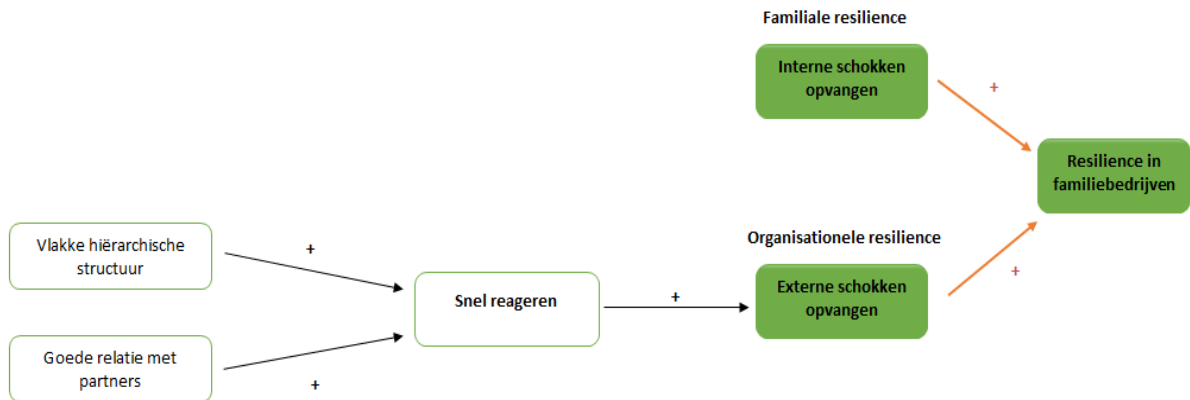 Familiale resilience
Interne schokken
opvangen
+
Resilience in
familiebedrijven
Vlakke hiërarchische
structuur
+
Organisationele resilience
+
Snel reageren
+
Externe schokken
opvangen
Goede relatie met
partners
+